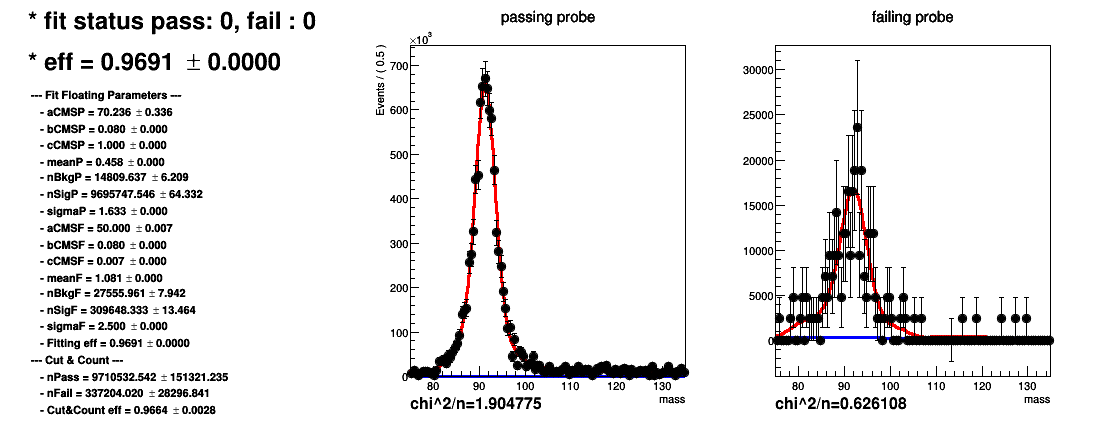 * fit status pass: 0, fail : 0
* eff = 0.9691 ± 0.0000
--- Fit Floating Parameters ---
- aCMSP = 70.236 ± 0.336
- bCMSP = 0.080 ± 0.000
- cCMSP = 1.000 ± 0.000
- meanP = 0.458 ± 0.000
- nBkgP = 14809.637 ± 6.209
- nSigP = 9695747.546 ± 64.332
- sigmaP = 1.633 ± 0.000
- aCMSF = 50.000 ± 0.007
- bCMSF = 0.080 ± 0.000
- cCMSF = 0.007 ± 0.000
- meanF = 1.081 ± 0.000
- nBkgF = 27555.961 ± 7.942
- nSigF = 309648.333 ± 13.464
- sigmaF = 2.500 ± 0.000
- Fitting eff = 0.9691 ± 0.0000
--- Cut & Count ---
- nPass = 9710532.542 ± 151321.235
- nFail = 337204.020 ± 28296.841
- Cut&Count eff = 0.9664 ± 0.0028
passing probe
×10³
Events / ( 0.5 )
700
600
500
400
300
200
100
0
80 90 100 110 120 130
mass
chi^2/n=1.904775
failing probe
30000
25000
20000
15000
10000
5000
0
80 90 100 110 120 130
mass
chi^2/n=0.626108